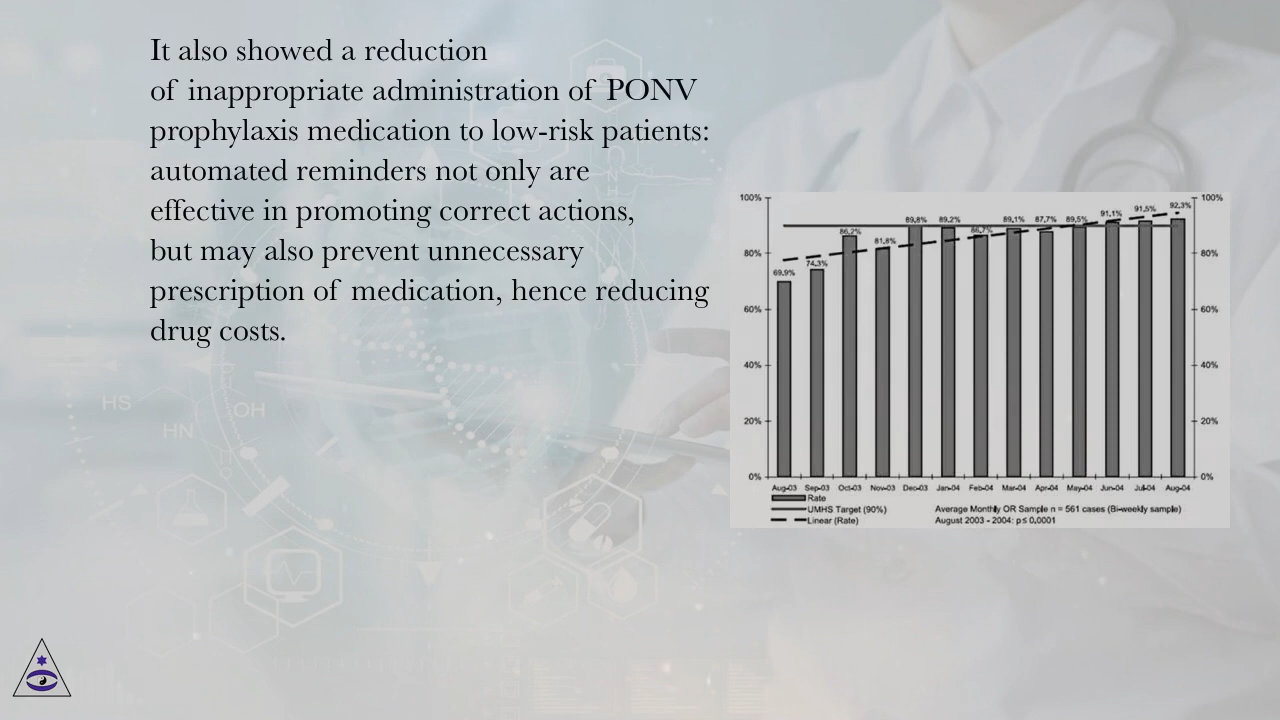 It also showed a reduction
of inappropriate administration of PONV
prophylaxis medication to low-risk patients:
automated reminders not only are
effective in promoting correct actions,
but may also prevent unnecessary
prescription of medication, hence reducing
drug costs.
100% 100%
80% 80%
60% 60%
40% 40%
20% 20%
0% 0%
69,9% 74,3% 86,2% 81,8% 89,8% 89,2% 86,7% 89,1% 87,7% 89,5% 91,1% 91,5% 92,3%
Aug-03 Sep-03 Oct-03 Nov-03 Dec-03 Jan-04 Feb-04 Mar-04 Apr-04 May-04 Jun-04 Jul-04 Aug-04
Rate
UMHS Target (90%) Average Monthly OR Sample n = 561 cases (Bi-weekly sample)
Linear (Rate) August 2003 - 2004: p≤ 0,0001
HS
OH
HN